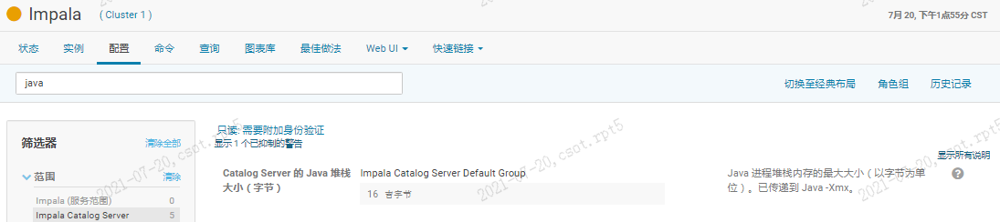 Impala ( Cluster 1 ) 7月 20, 下午1点55分 CST
状态 实例 配置 命令 查询 图表库 最佳做法 Web UI 快速链接
java 切换至经典布局 角色组 历史记录
只读: 需要附加身份验证
筛选器 清除全部 显示 1 个已抑制的警告
显示所有说明
范围 清除 Catalog Server 的 Java 堆栈 Impala Catalog Server Default Group Java 进程堆栈内存的最大大小（以字节为单
大小（字节） 16 吉字节 位）。已传递到 Java -Xmx。
Impala (服务范围) 0
Impala Catalog Server 5
2021-07-20,csot.rpt5
2021-07-20,csot.rpt5